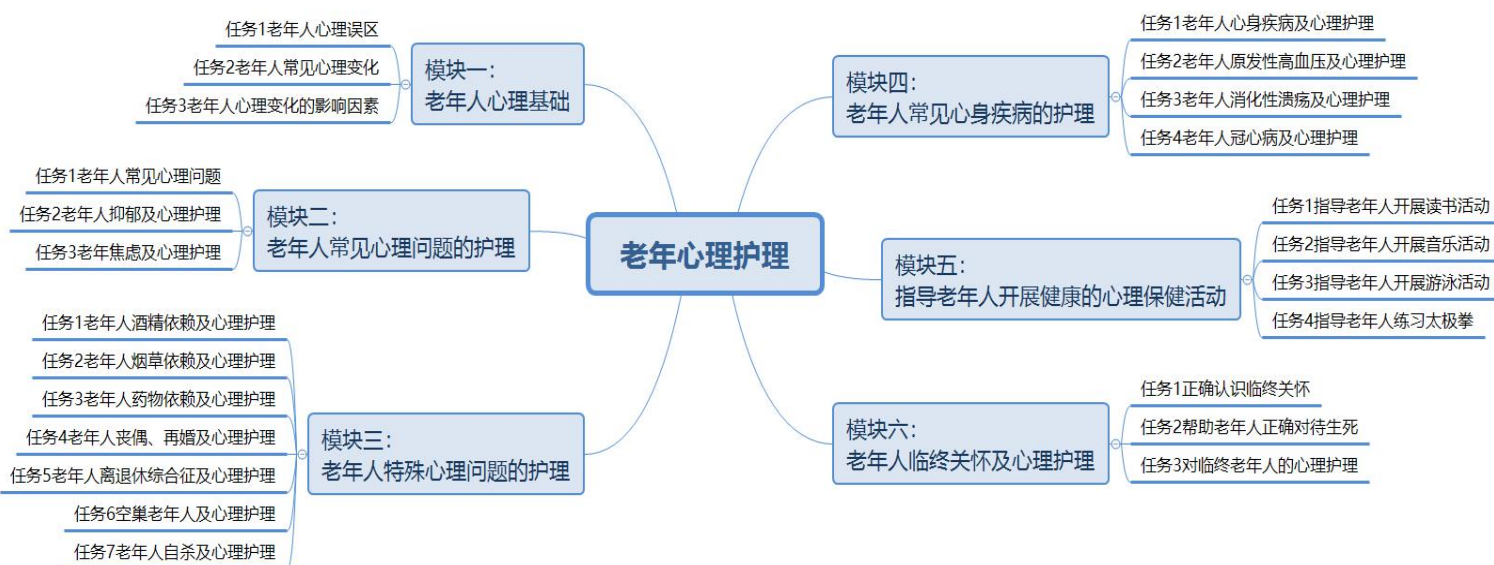 老年心理护理
模块一：
老年人心理基础
任务1老年人心理误区
任务2老年人常见心理变化
任务3老年人心理变化的影响因素
模块二：
老年人常见心理问题的护理
任务1老年人常见心理问题
任务2老年人抑郁及心理护理
任务3老年焦虑及心理护理
模块三：
老年人特殊心理问题的护理
任务1老年人酒精依赖及心理护理
任务2老年人烟草依赖及心理护理
任务3老年人药物依赖及心理护理
任务4老年人丧偶、再婚及心理护理
任务5老年人离退休综合征及心理护理
任务6空巢老年人及心理护理
任务7老年人自杀及心理护理
模块四：
老年人常见心身疾病的护理
任务1老年人心身疾病及心理护理
任务2老年人原发性高血压及心理护理
任务3老年人消化性溃疡及心理护理
任务4老年人冠心病及心理护理
模块五：
指导老年人开展健康的心理保健活动
任务1指导老年人开展读书活动
任务2指导老年人开展音乐活动
任务3指导老年人开展游泳活动
任务4指导老年人练习太极拳
模块六：
老年人临终关怀及心理护理
任务1正确认识临终关怀
任务2帮助老年人正确对待生死
任务3对临终老年人的心理护理